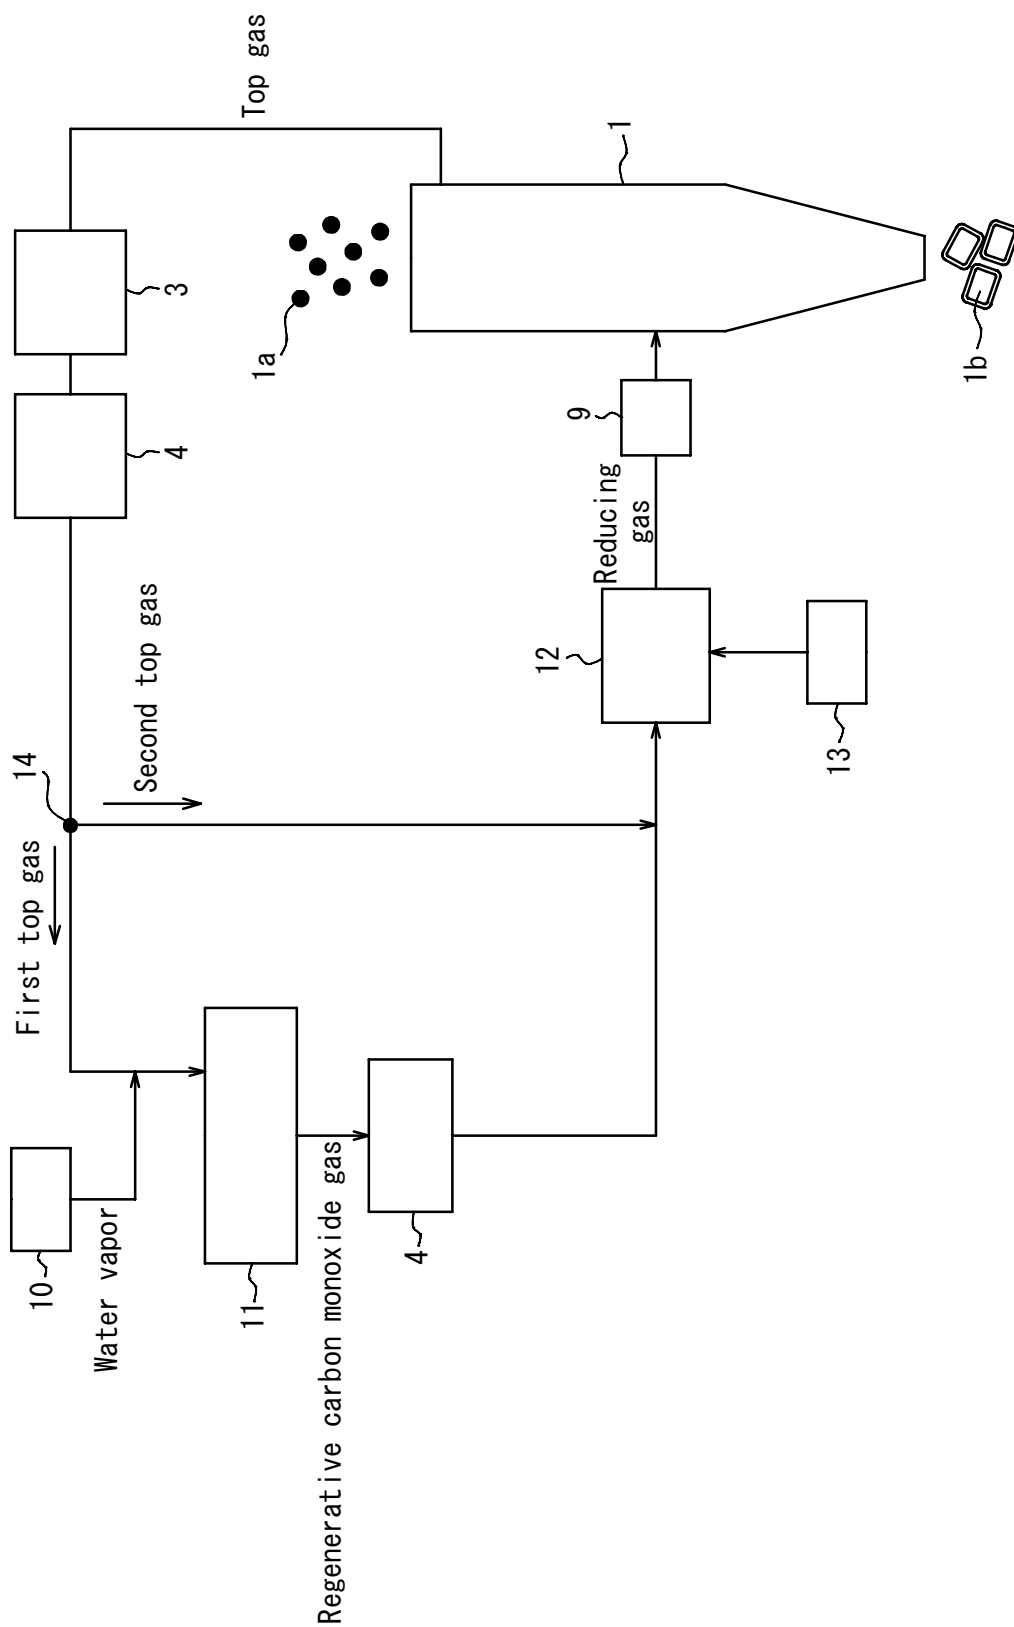 First top gas
14
10
Water vapor
Second top gas
4
3
Top gas
11
1a
Regenerative carbon monoxide gas
4
12
9
Reducing
gas
1
13
1b